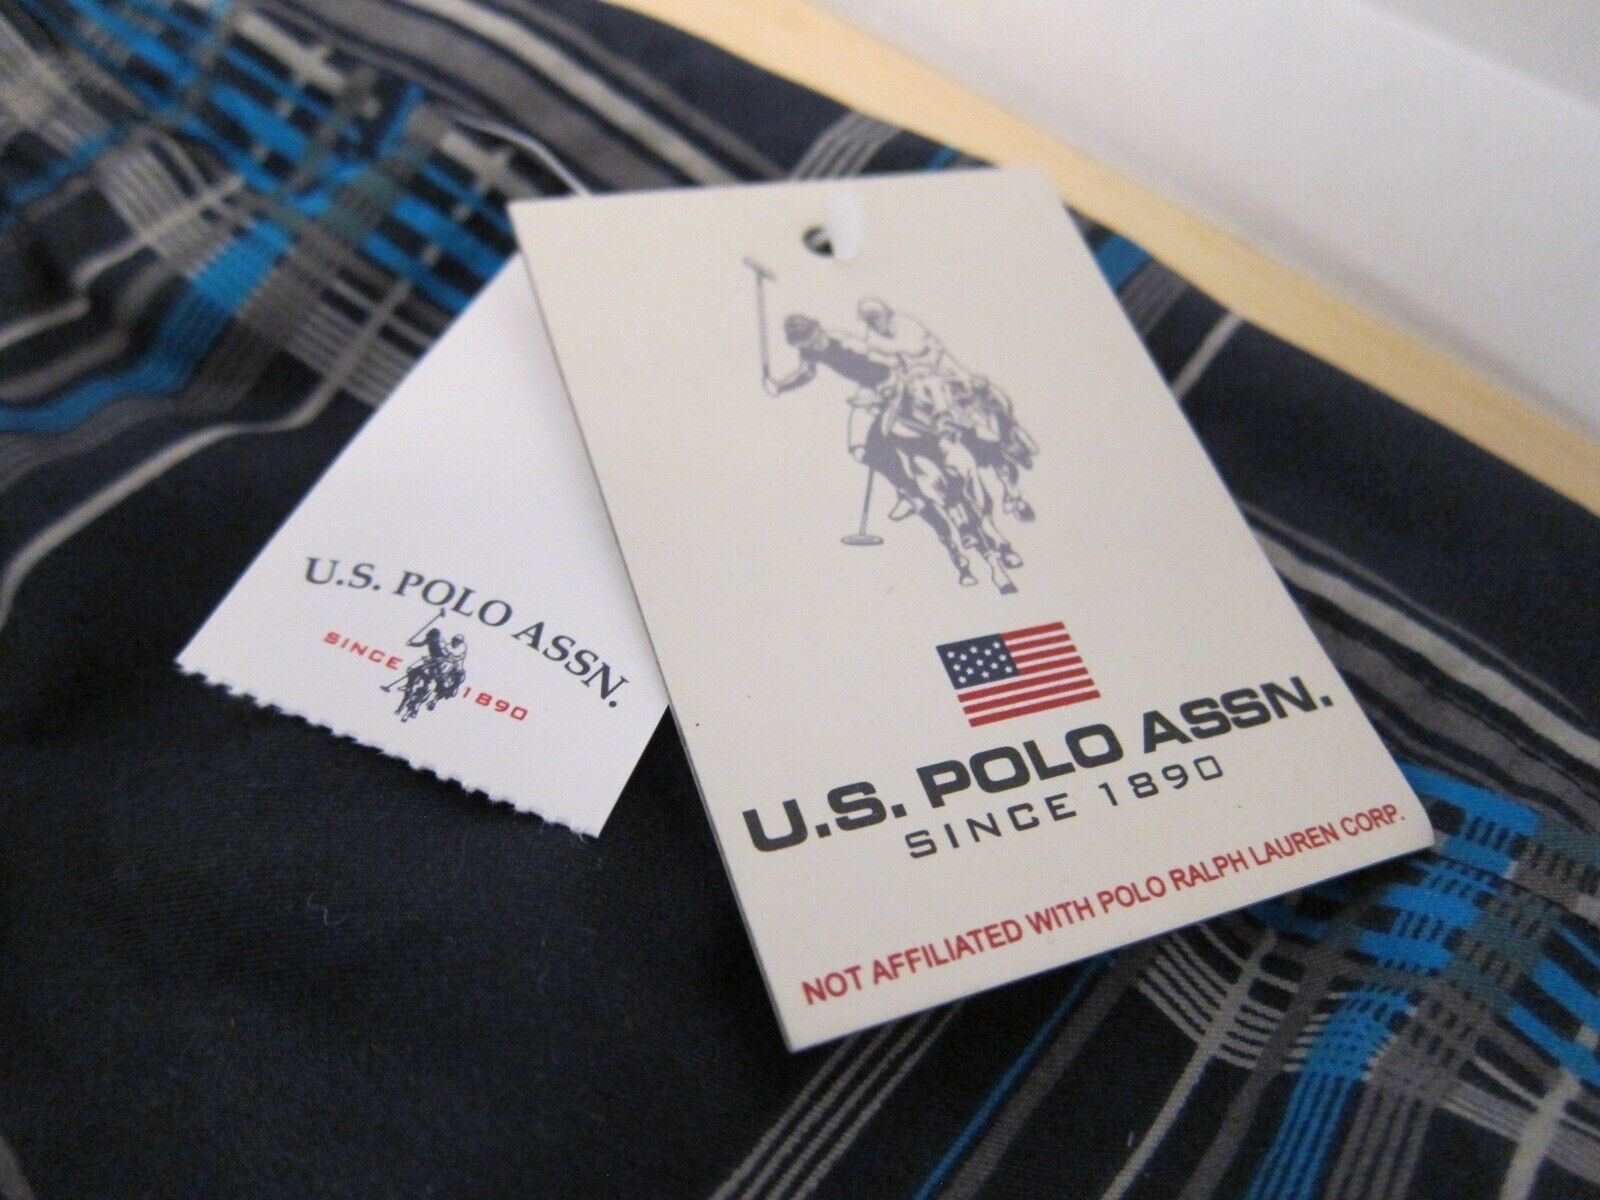 U.S. POLO ASSN.
SINCE 1890
U.S. POLO ASSN.
SINCE 1890
NOT AFFILIATED WITH POLO RALPH LAUREN CORP.